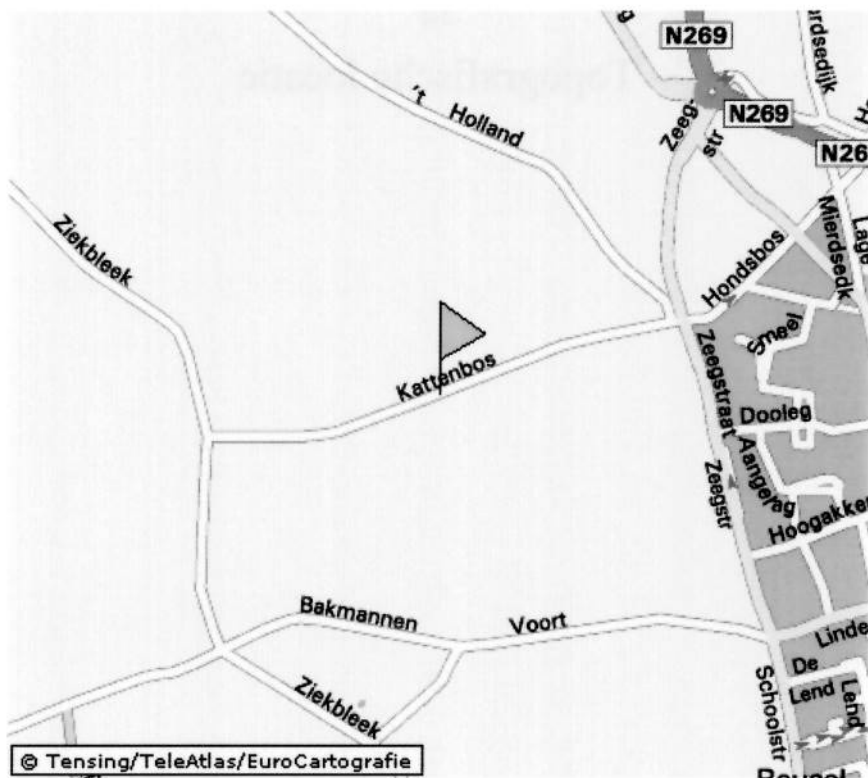 N269
't Holland
Zeeg-
str
N269
N26
Mierdsedk
Lage
Hondsbos
Ziekbleek
Smeel
Kattenbos
Zeegstraat
Dooleg
Aangelag
Zeegstr
Hoogakker
Bakmannen
Voort
Linde
De
Lend
Lend
Ziekbleek
Schoolstr
© Tensing/TeleAtlas/EuroCartografie